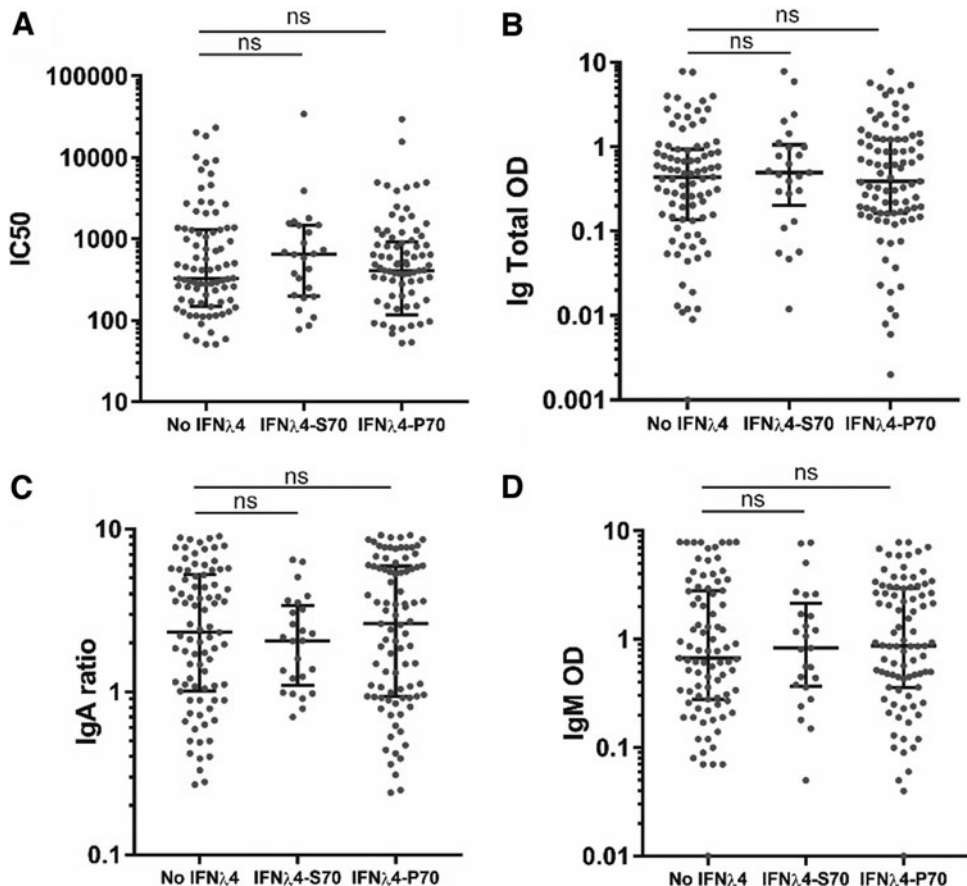 A
ns
ns
IC50
100000
10000
1000
100
10
No IFNλ4 IFNλ4-S70 IFNλ4-P70
B
ns
ns
Ig Total OD
10
1
0.1
0.01
0.001
No IFNλ4 IFNλ4-S70 IFNλ4-P70
C
ns
ns
IgA ratio
10
1
0.1
No IFNλ4 IFNλ4-S70 IFNλ4-P70
D
ns
ns
IgM OD
10
1
0.1
0.01
No IFNλ4 IFNλ4-S70 IFNλ4-P70